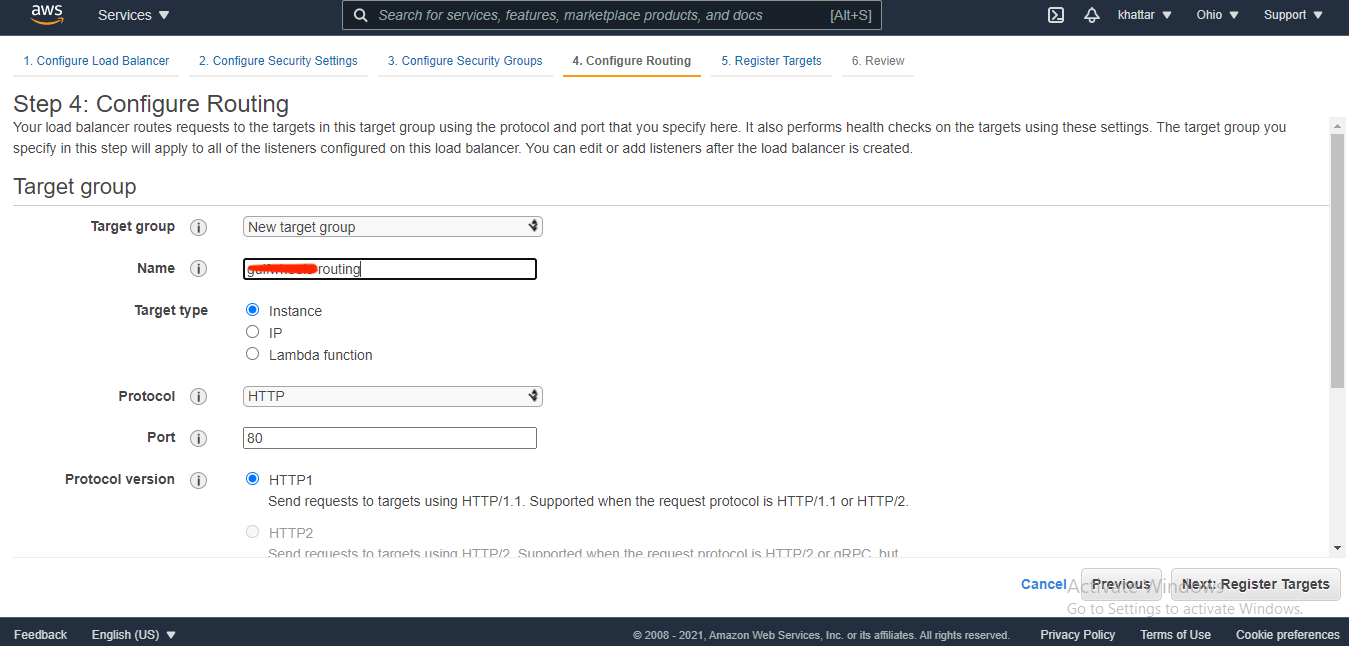 aws Services Search for services, features, marketplace products, and docs [Alt+S] khattar Ohio Support
1. Configure Load Balancer 2. Configure Security Settings 3. Configure Security Groups 4. Configure Routing 5. Register Targets 6. Review
Step 4: Configure Routing
Your load balancer routes requests to the targets in this target group using the protocol and port that you specify here. It also performs health checks on the targets using these settings. The target group you
specify in this step will apply to all of the listeners configured on this load balancer. You can edit or add listeners after the load balancer is created.
Target group
Target group i New target group
Name i routing
Target type Instance
IP
Lambda function
Protocol i HTTP
Port i 80
Protocol version i HTTP1
Send requests to targets using HTTP/1.1. Supported when the request protocol is HTTP/1.1 or HTTP/2.
HTTP2
Send requests to targets using HTTP/2. Supported when the request protocol is HTTP/2 or gRPC, but
Cancel Previous Next: Register Targets
Activate Windows
Go to Settings to activate Windows.
Feedback English (US) © 2008 - 2021, Amazon Web Services, Inc. or its affiliates. All rights reserved. Privacy Policy Terms of Use Cookie preferences